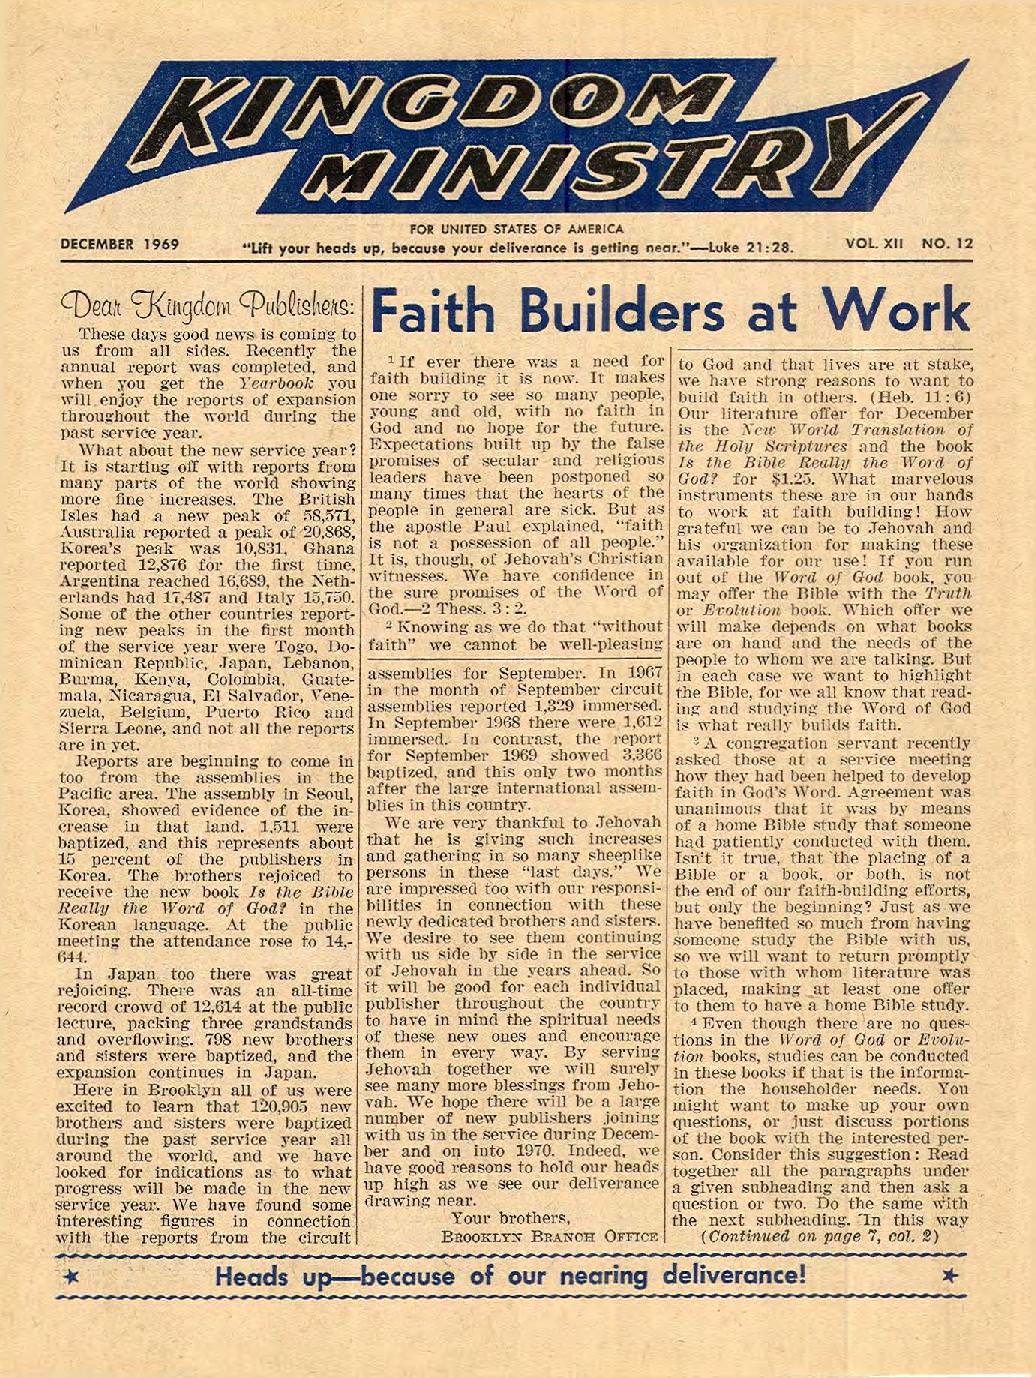 KINGDOM
MINISTRY
FOR UNITED STATES OF AMERICA
DECEMBER 1969
"Lift your heads up, because your deliverance is getting near."—Luke 21:28.
VOL. XII NO. 12
Dear Kingdom Publishers:
These days good news is coming to
us from all sides. Recently the
annual report was completed, and
when you get the Yearbook you
will enjoy the reports of expansion
throughout the world during the
past service year.
What about the new service year?
It is starting off with reports from
many parts of the world showing
more fine increases. The British
Isles had a new peak of 58,571,
Australia reported a peak of 20,868,
Korea's peak was 10,831, Ghana
reported 12,876 for the first time,
Argentina reached 16,689, the Neth-
erlands had 17,487 and Italy 15,750.
Some of the other countries report-
ing new peaks in the first month
of the service year were Togo, Do-
minican Republic, Japan, Lebanon,
Burma, Kenya, Colombia, Guate-
mala, Nicaragua, El Salvador, Vene-
zuela, Belgium, Puerto Rico and
Sierra Leone, and not all the reports
are in yet.
Reports are beginning to come in
too from the assemblies in the
Pacific area. The assembly in Seoul,
Korea, showed evidence of the in-
crease in that land. 1,511 were
baptized, and this represents about
15 percent of the publishers in
Korea. The brothers rejoiced to
receive the new book Is the Bible
Really the Word of God? in the
Korean language. At the public
meeting the attendance rose to 14,-
644.
In Japan too there was great
rejoicing. There was an all-time
record crowd of 12,614 at the public
lecture, packing three grandstands
and overflowing. 798 new brothers
and sisters were baptized, and the
expansion continues in Japan.
Here in Brooklyn all of us were
excited to learn that 120,905 new
brothers and sisters were baptized
during the past service year all
around the world, and we have
looked for indications as to what
progress will be made in the new
service year. We have found some
interesting figures in connection
with the reports from the circuit
assemblies for September. In 1967
in the month of September circuit
assemblies reported 1,329 immersed.
In September 1968 there were 1,612
immersed. In contrast, the report
for September 1969 showed 3,366
baptized, and this only two months
after the large international assem-
blies in this country.
We are very thankful to Jehovah
that he is giving such increases
and gathering in so many sheeplike
persons in these "last days." We
are impressed too with our responsi-
bilities in connection with these
newly dedicated brothers and sisters.
We desire to see them continuing
with us side by side in the service
of Jehovah in the years ahead. So
it will be good for each individual
publisher throughout the country
to have in mind the spiritual needs
of these new ones and encourage
them in every way. By serving
Jehovah together we will surely
see many more blessings from Jeho-
vah. We hope there will be a large
number of new publishers joining
with us in the service during Decem-
ber and on into 1970. Indeed, we
have good reasons to hold our heads
up high as we see our deliverance
drawing near.
Your brothers,
BROOKLYN BRANCH OFFICE
Faith Builders at Work
1 If ever there was a need for
faith building it is now. It makes
one sorry to see so many people,
young and old, with no faith in
God and no hope for the future.
Expectations built up by the false
promises of secular and religious
leaders have been postponed so
many times that the hearts of the
people in general are sick. But as
the apostle Paul explained, "faith
is not a possession of all people."
It is, though, of Jehovah's Christian
witnesses. We have confidence in
the sure promises of the Word of
God.—2 Thess. 3:2.
2 Knowing as we do that "without
faith" we cannot be well-pleasing
to God and that lives are at stake,
we have strong reasons to want to
build faith in others. (Heb. 11:6)
Our literature offer for December
is the New World Translation of
the Holy Scriptures and the book
Is the Bible Really the Word of
God? for $1.25. What marvelous
instruments these are in our hands
to work at faith building! How
grateful we can be to Jehovah and
his organization for making these
available for our use! If you run
out of the Word of God book, you
may offer the Bible with the Truth
or Evolution book. Which offer we
will make depends on what books
are on hand and the needs of the
people to whom we are talking. But
in each case we want to highlight
the Bible, for we all know that read-
ing and studying the Word of God
is what really builds faith.
3 A congregation servant recently
asked those at a service meeting
how they had been helped to develop
faith in God's Word. Agreement was
unanimous that it was by means
of a home Bible study that someone
had patiently conducted with them.
Isn't it true, that the placing of a
Bible or a book, or both, is not
the end of our faith-building efforts,
but only the beginning? Just as we
have benefited so much from having
someone study the Bible with us,
so we will want to return promptly
to those with whom literature was
placed, making at least one offer
to them to have a home Bible study.
4 Even though there are no ques-
tions in the Word of God or Evolu-
tion books, studies can be conducted
in these books if that is the informa-
tion the householder needs. You
might want to make up your own
questions, or just discuss portions
of the book with the interested per-
son. Consider this suggestion: Read
together all the paragraphs under
a given subheading and then ask a
question or two. Do the same with
the next subheading. In this way
(Continued on page 7, col. 2)
★ Heads up—because of our nearing deliverance! ★